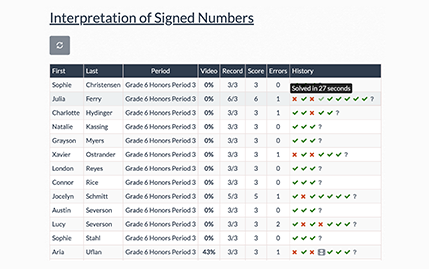 Interpretation of Signed Numbers
First Last Period Video Record Score Errors History
Solved in 27 seconds
Sophie Christensen Grade 6 Honors Period 3 0% 3/3 3 0
Julia Ferry Grade 6 Honors Period 3 0% 6/3 6 1 ?
Charlotte Hydinger Grade 6 Honors Period 3 0% 3/3 3 1 ?
Natalie Kassing Grade 6 Honors Period 3 0% 3/3 3 0 ?
Grayson Myers Grade 6 Honors Period 3 0% 3/3 3 0 ?
Xavier Ostrander Grade 6 Honors Period 3 0% 3/3 3 1 ?
London Reyes Grade 6 Honors Period 3 0% 3/3 3 0 ?
Connor Rice Grade 6 Honors Period 3 0% 3/3 3 0 ?
Jocelyn Schmitt Grade 6 Honors Period 3 0% 5/3 5 1 ?
Austin Severson Grade 6 Honors Period 3 0% 3/3 3 0 ?
Lucy Severson Grade 6 Honors Period 3 0% 3/3 3 2 ?
Sophie Stahl Grade 6 Honors Period 3 0% 3/3 3 0 ?
Aria Uflan Grade 6 Honors Period 3 43% 3/3 3 1 ?